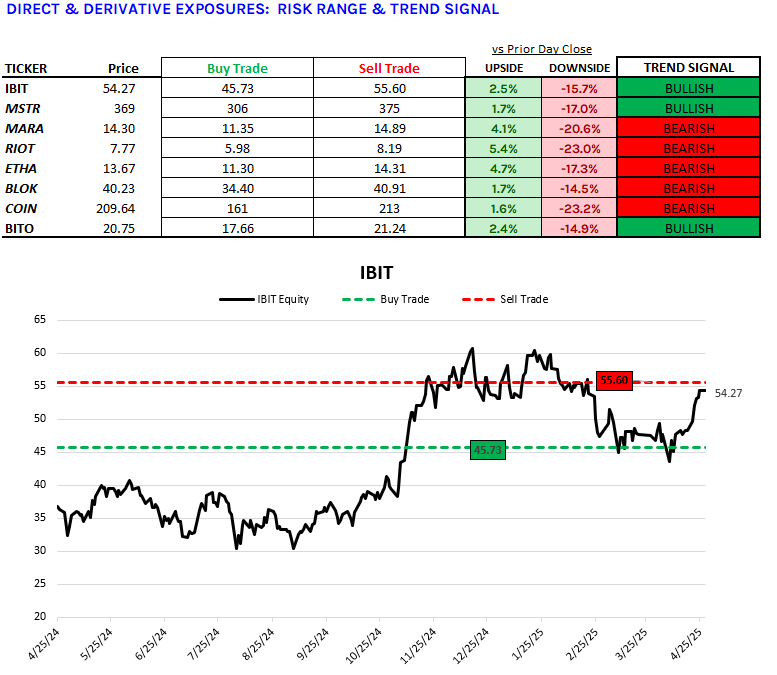 DIRECT & DERIVATIVE EXPOSURES: RISK RANGE & TREND SIGNAL
vs Prior Day Close
TICKER Price Buy Trade Sell Trade UPSIDE DOWNSIDE TREND SIGNAL
IBIT 54.27 45.73 55.60 2.5% -15.7% BULLISH
MSTR 369 306 375 1.7% -17.0% BULLISH
MARA 14.30 11.35 14.89 4.1% -20.6% BEARISH
RIOT 7.77 5.98 8.19 5.4% -23.0% BEARISH
ETHA 13.67 11.30 14.31 4.7% -17.3% BEARISH
BLOK 40.23 34.40 40.91 1.7% -14.5% BEARISH
COIN 209.64 161 213 1.6% -23.2% BEARISH
BITO 20.75 17.66 21.24 2.4% -14.9% BULLISH
IBIT
IBIT Equity Buy Trade Sell Trade
65
60
55
50
45
40
35
30
25
20
55.60
54.27
45.73
4/25/24 5/25/24 6/25/24 7/25/24 8/25/24 9/25/24 10/25/24 11/25/24 12/25/24 1/25/25 2/25/25 3/25/25 4/25/25